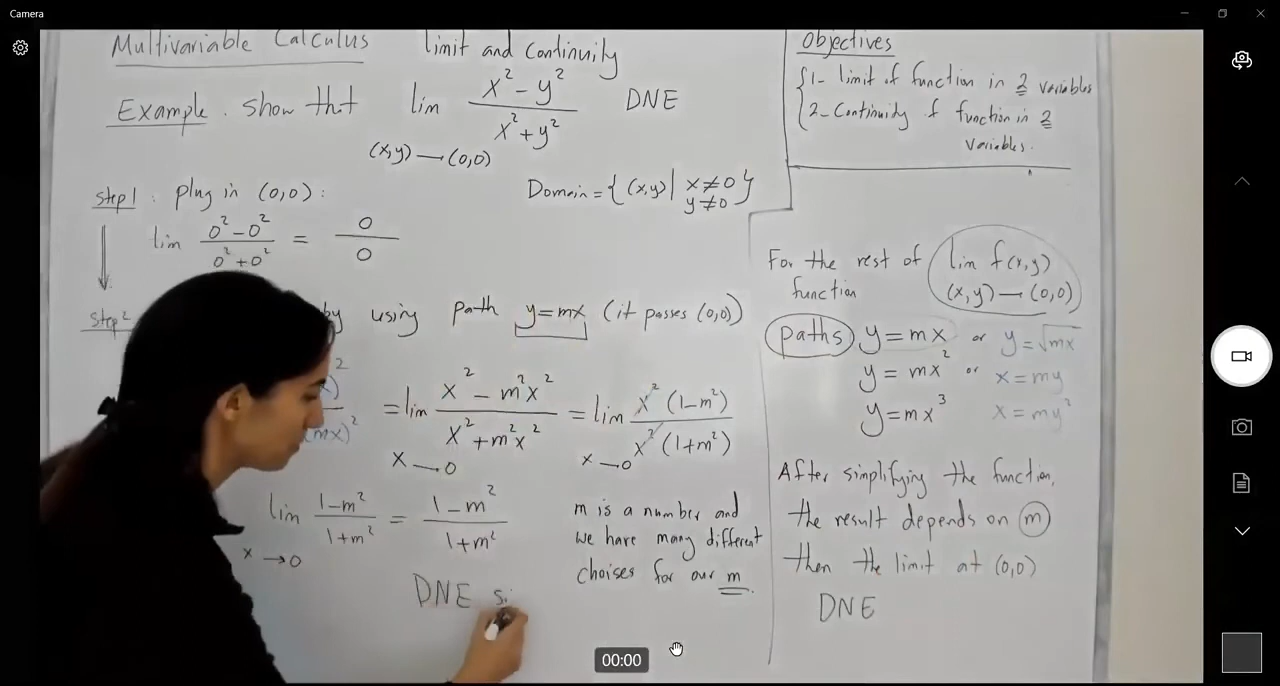 Camera
Multivariable Calculus limit and Continuity
Example . Show that lim x² - y² / x² + y² DNE
(x,y) → (0,0)
Domain = { (x,y) | x≠0
y≠0 }
step1 : plug in (0,0) :
lim 0² - 0² / 0² + 0² = 0 / 0
step2 by using path y=mx (it passes (0,0))
(mx)²
= lim x² - m²x² / x² + m²x² = lim x² (1-m²) / x² (1+m²)
x → 0 x → 0
lim 1-m² / 1+m² = 1-m² / 1+m²
x → 0
DNE si
m is a number and
we have many different
choises for our m.
objectives
1- limit of function in 2 variables
2- Continuity of function in 2
variables.
For the rest of lim f(x,y)
function (x,y) → (0,0)
paths y = mx or y = √mx
y = mx² or x = my
y = mx³ x = my²
After simplifying the function,
the result depends on m
then the limit at (0,0)
DNE
00:00